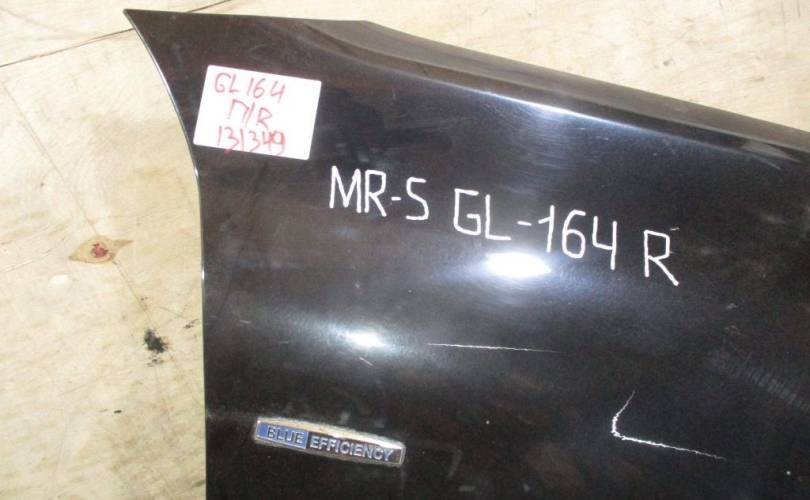 GL164
П/R
131349
MR-S GL-164 R
BLUE EFFICIENCY